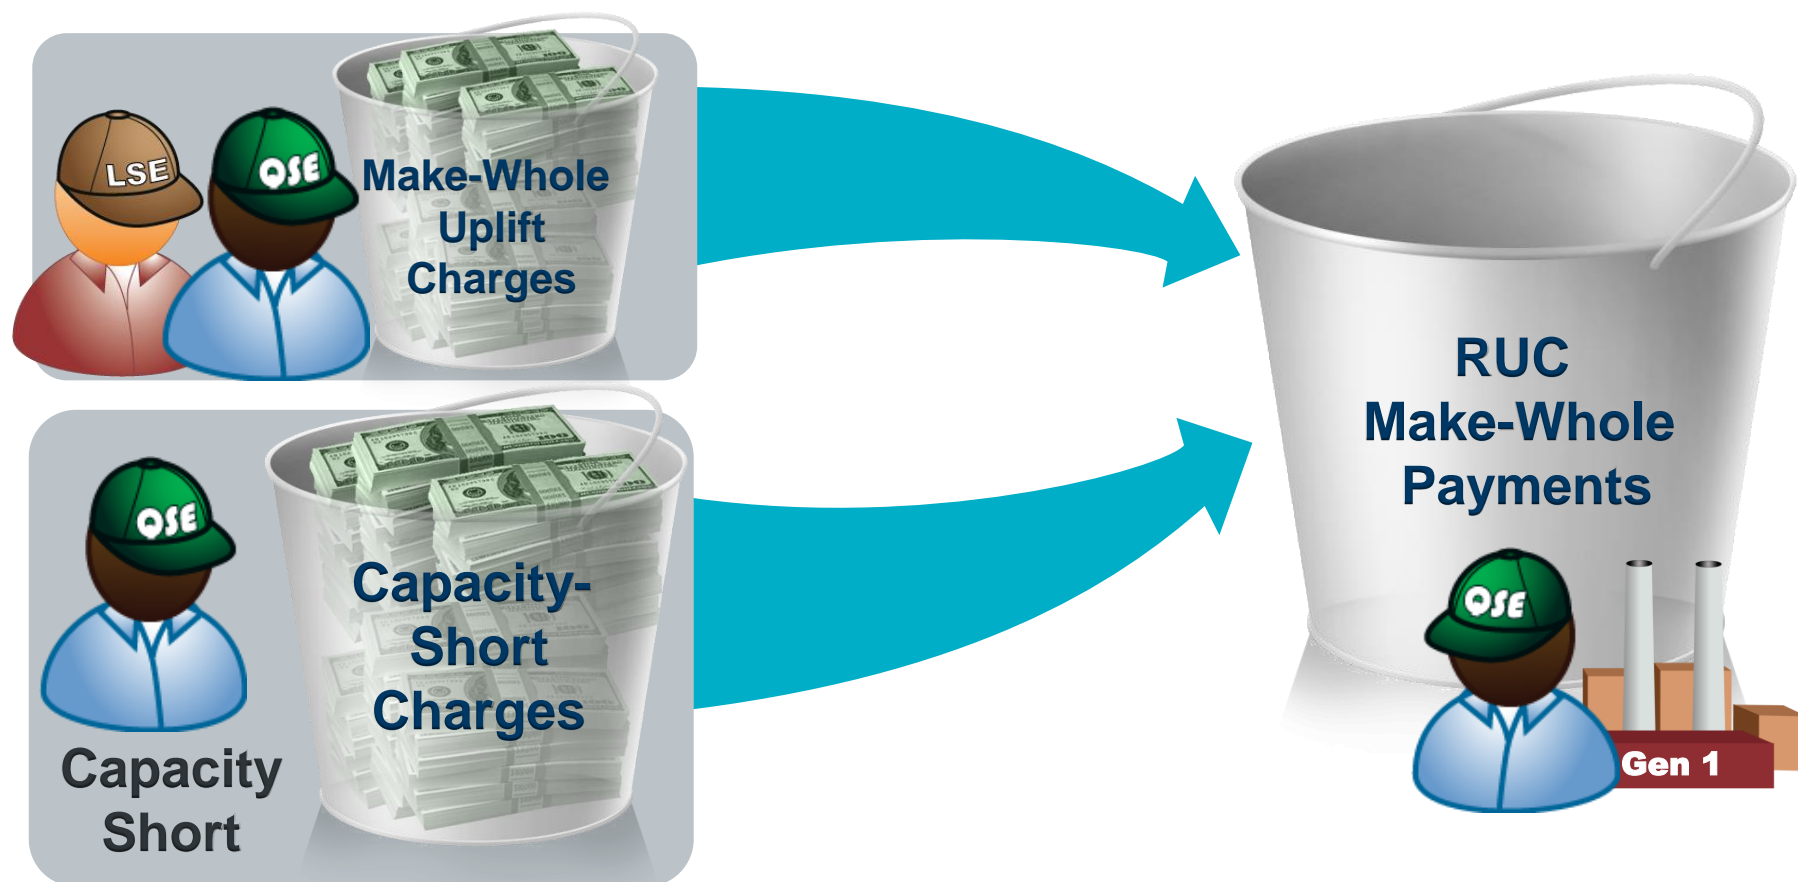 LSE
QSE
Make-Whole
Uplift
Charges
QSE
Capacity
Short
Capacity-
Short
Charges
RUC
Make-Whole
Payments
QSE
Gen 1